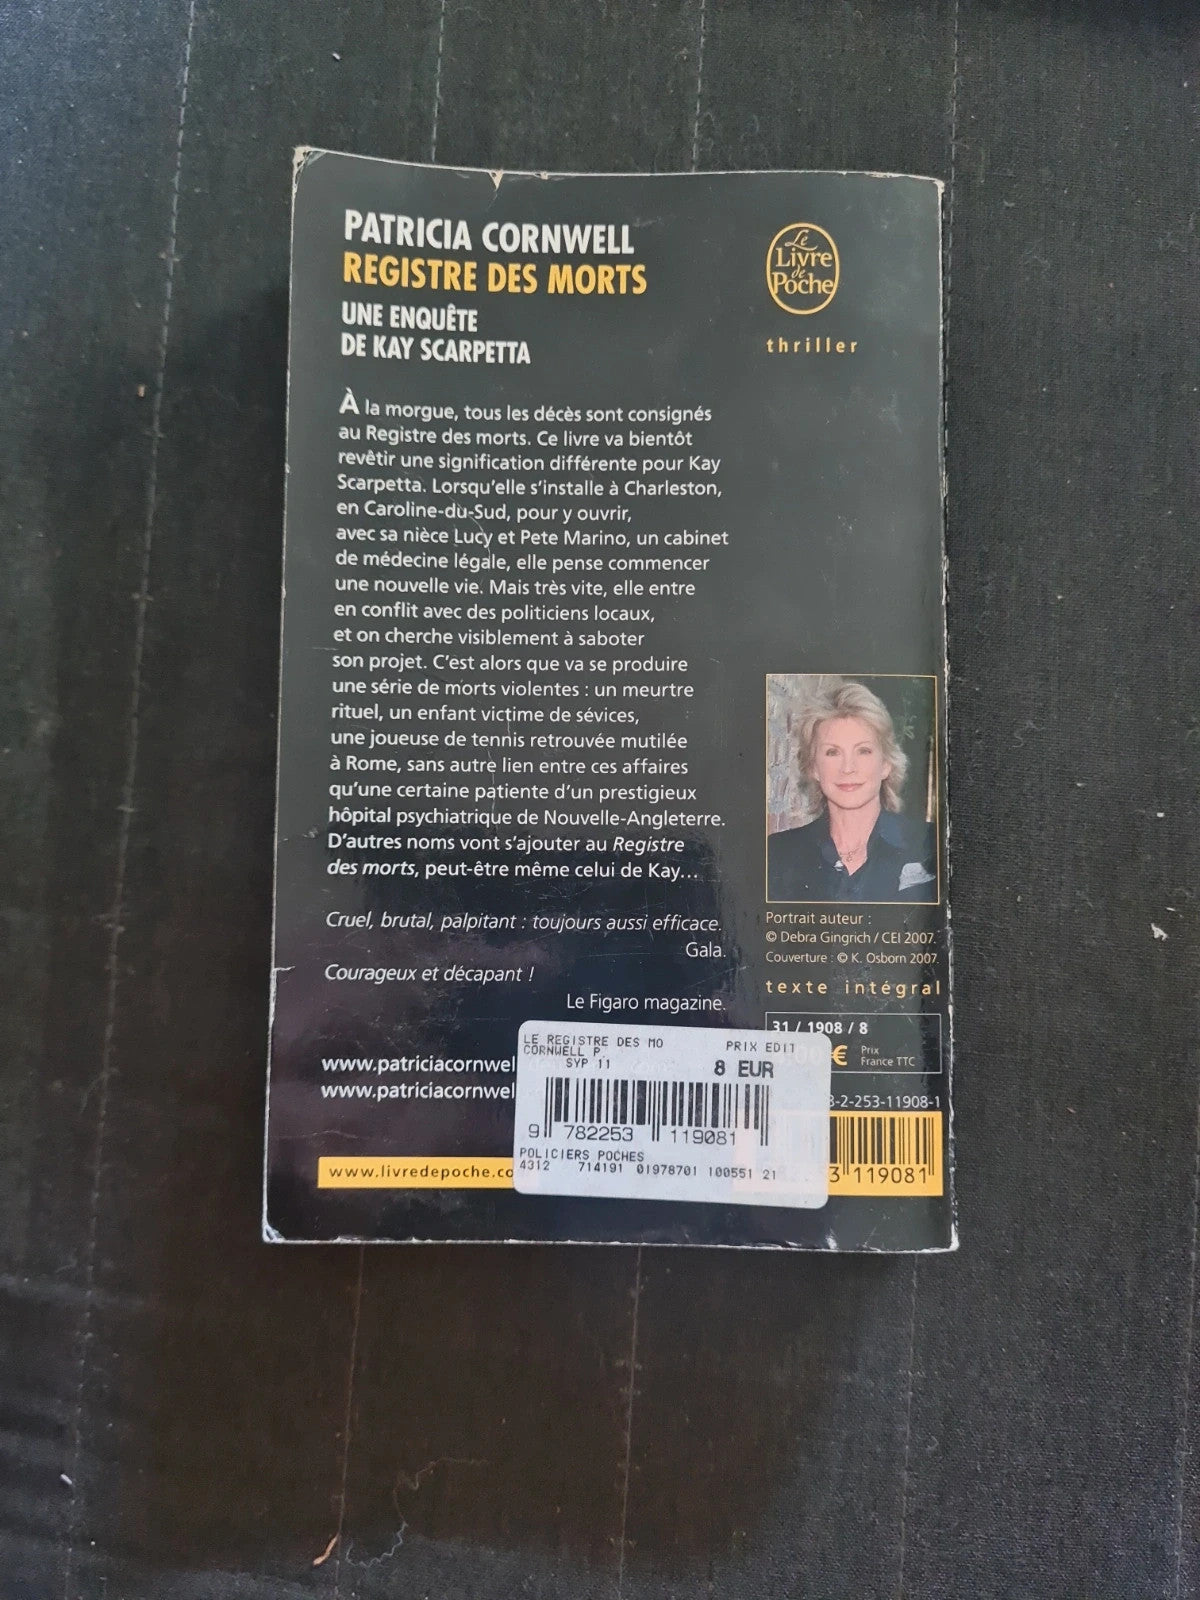 PATRICIA CORNWELL
REGISTRE DES MORTS
UNE ENQUÊTE
DE KAY SCARPETTA
Le
Livre
de
Poche
thriller
À la morgue, tous les décès sont consignés
au Registre des morts. Ce livre va bientôt
revêtir une signification différente pour Kay
Scarpetta. Lorsqu'elle s'installe à Charleston,
en Caroline-du-Sud, pour y ouvrir,
avec sa nièce Lucy et Pete Marino, un cabinet
de médecine légale, elle pense commencer
une nouvelle vie. Mais très vite, elle entre
en conflit avec des politiciens locaux,
et on cherche visiblement à saboter
son projet. C'est alors que va se produire
une série de morts violentes : un meurtre
rituel, un enfant victime de sévices,
une joueuse de tennis retrouvée mutilée
à Rome, sans autre lien entre ces affaires
qu'une certaine patiente d'un prestigieux
hôpital psychiatrique de Nouvelle-Angleterre.
D'autres noms vont s'ajouter au Registre
des morts, peut-être même celui de Kay...
Cruel, brutal, palpitant : toujours aussi efficace.
Gala.
Courageux et décapant !
Le Figaro magazine.
Portrait auteur :
© Debra Gingrich / CEI 2007.
Couverture : © K. Osborn 2007.
texte intégral
31 / 1908 / 8
€ Prix
France TTC
www.patriciacornwel
www.patriciacornwel
www.livredepoche.co
LE REGISTRE DES MO PRIX EDIT
CORNWELL P.
SYP 11 8 EUR
9 782253 119081
POLICIERS POCHES
4312 714191 01978701 100551 21
8-2-253-11908-1
3 119081